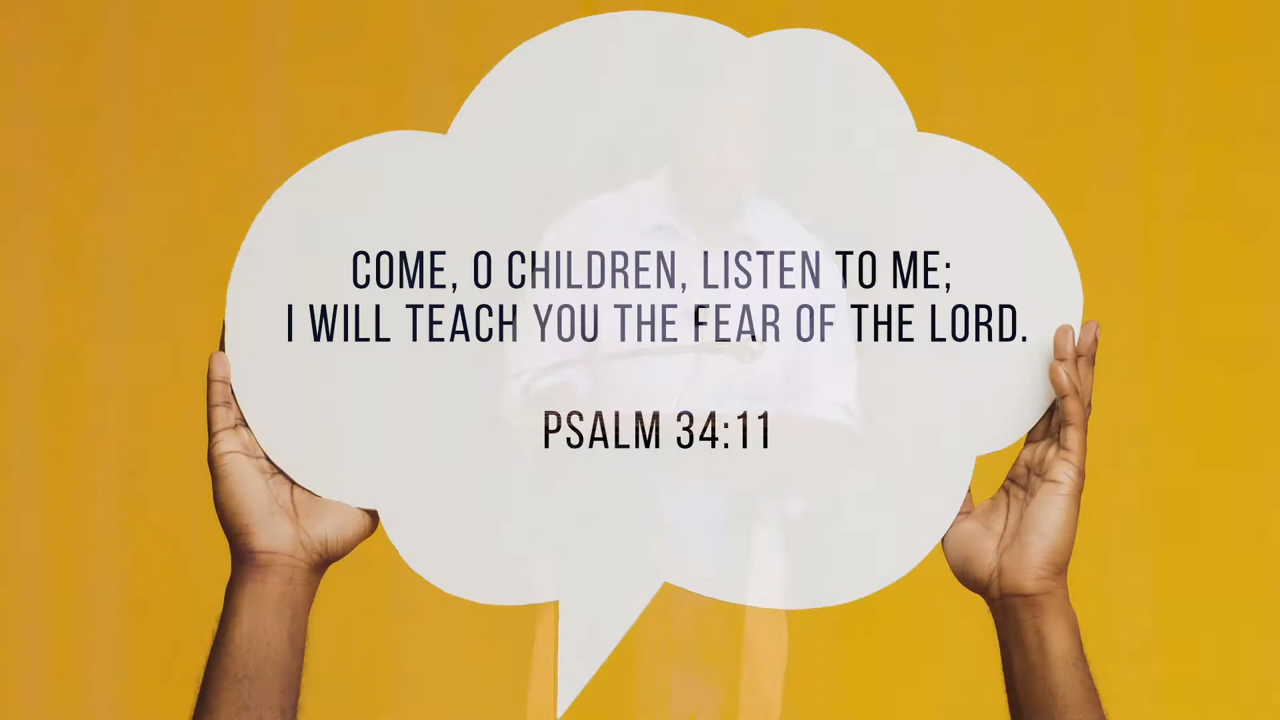 COME, O CHILDREN, LISTEN TO ME;
I WILL TEACH YOU THE FEAR OF THE LORD.
PSALM 34:11